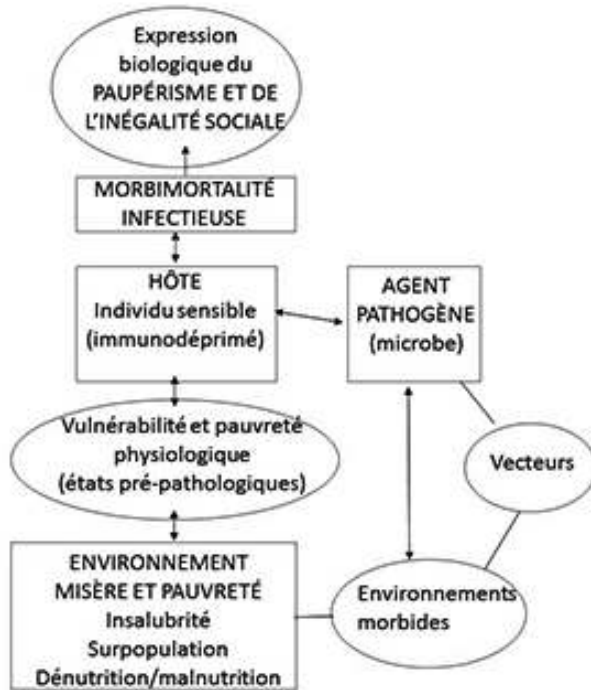 Expression
biologique du
PAUPÉRISME ET DE
L'INÉGALITÉ SOCIALE
MORBIMORTALITÉ
INFECTIEUSE
HÔTE
Individu sensible
(immunodéprimé)
AGENT
PATHOGÈNE
(microbe)
Vulnérabilité et pauvreté
physiologique
(états pré-pathologiques)
Vecteurs
ENVIRONNEMENT
MISÈRE ET PAUVRETÉ
Insalubrité
Surpopulation
Dénutrition/malnutrition
Environnements
morbides